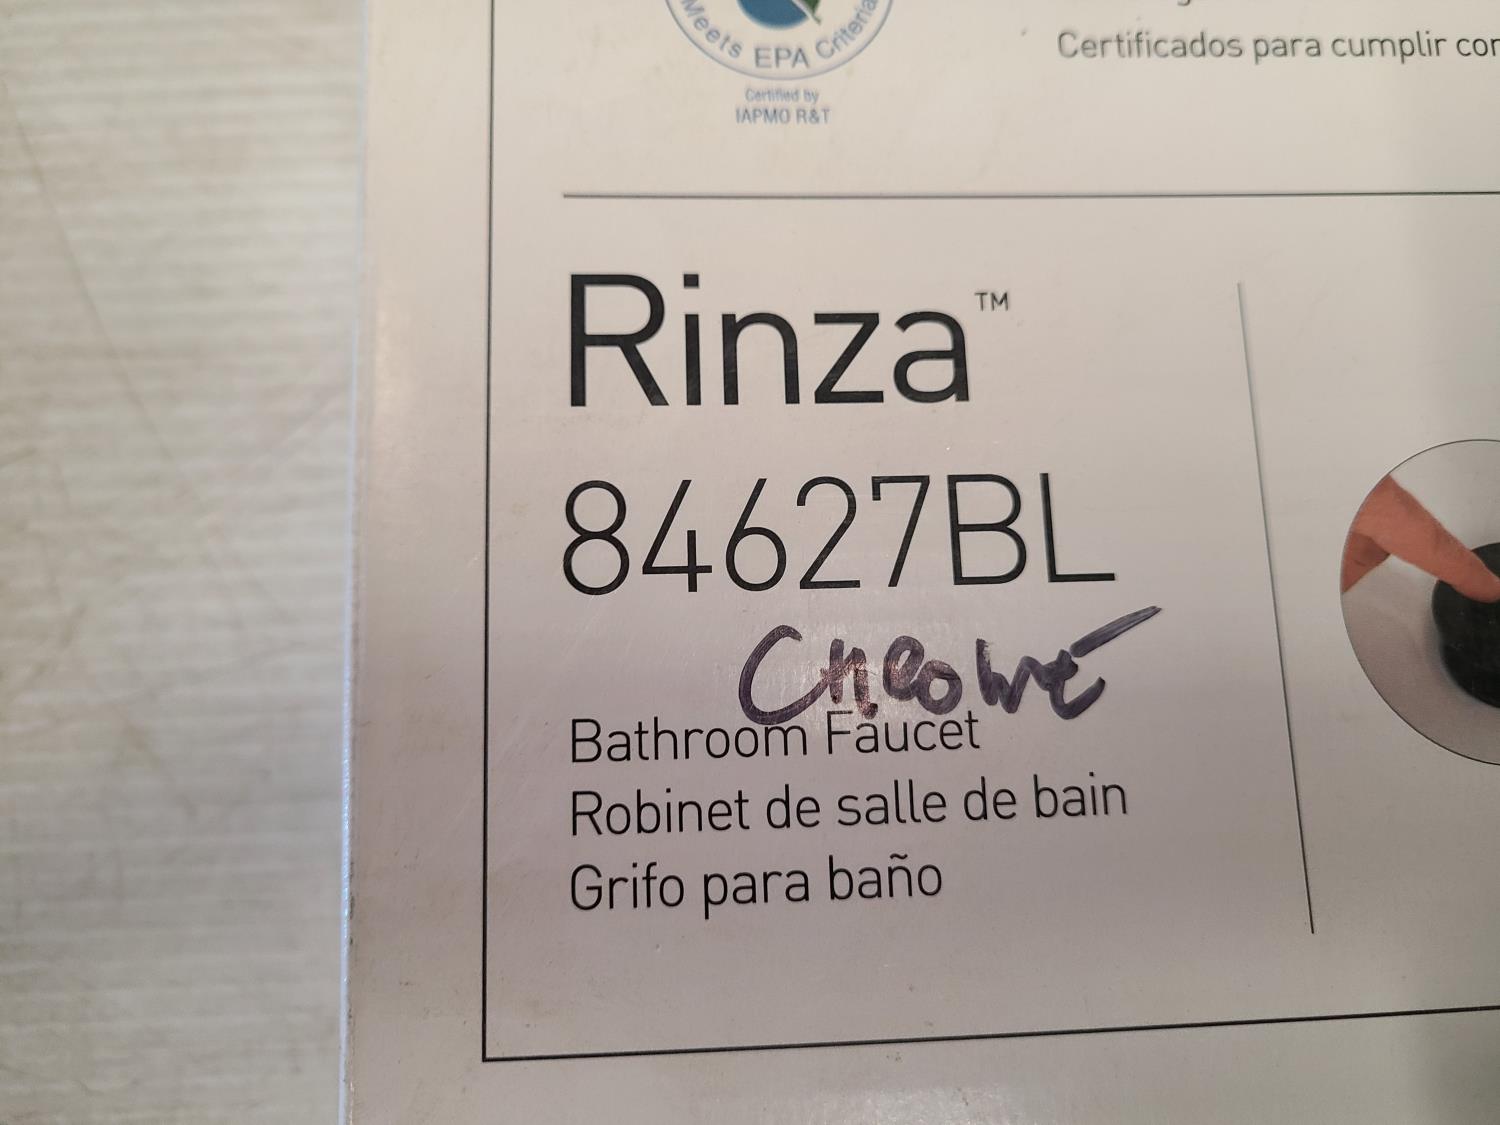 Meets EPA Criteria
Certified by
IAPMO R&T
Certificados para cumplir con
Rinza™
84627BL
CHROME
Bathroom Faucet
Robinet de salle de bain
Grifo para baño